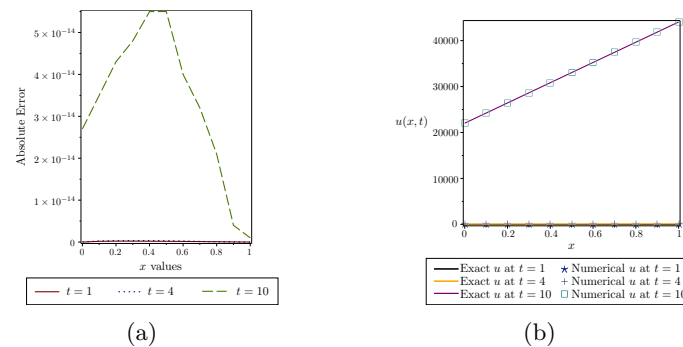 5 × 10⁻¹⁴
4 × 10⁻¹⁴
3 × 10⁻¹⁴
2 × 10⁻¹⁴
1 × 10⁻¹⁴
0
Absolute Error
0 0.2 0.4 0.6 0.8 1
x values
t = 1 t = 4 t = 10
(a)
40000
30000
u(x, t)
20000
10000
0
0 0.2 0.4 0.6 0.8 1
x
Exact u at t = 1 Numerical u at t = 1
Exact u at t = 4 Numerical u at t = 4
Exact u at t = 10 Numerical u at t = 10
(b)